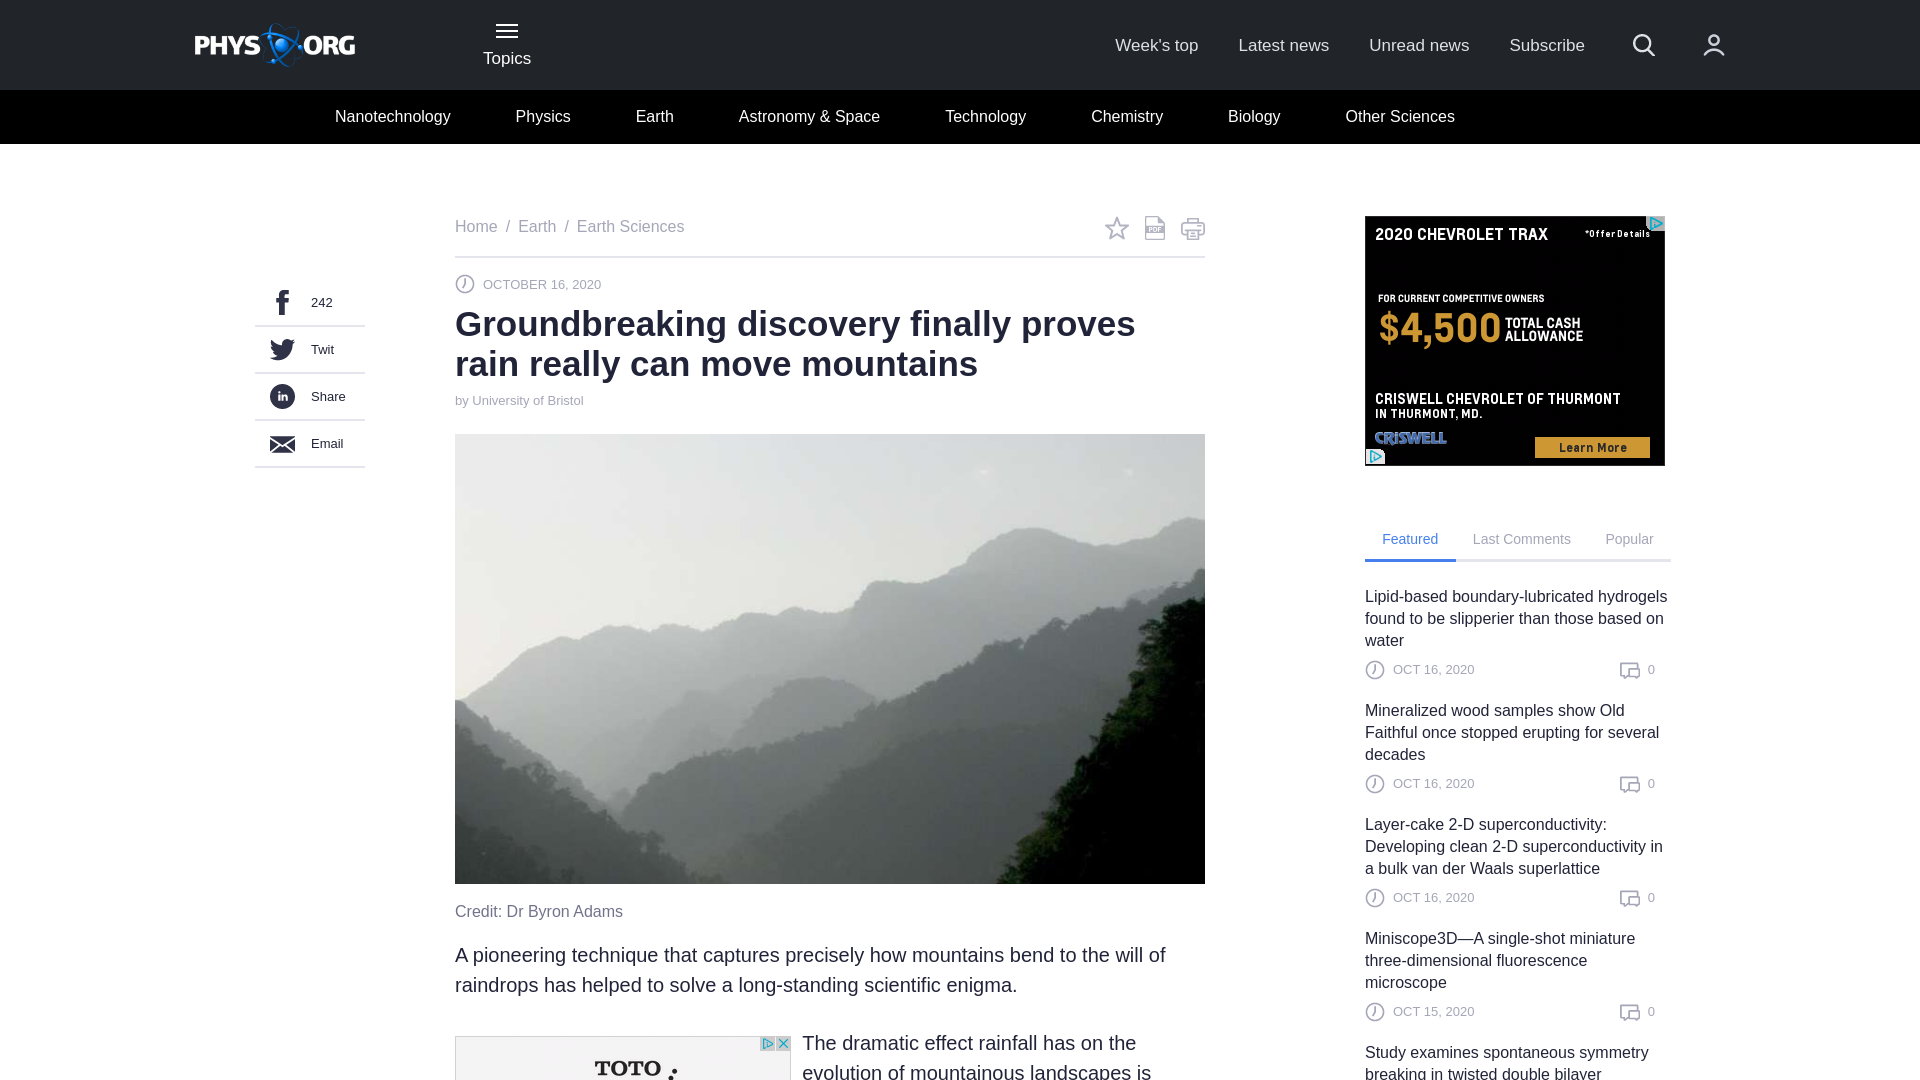 PHYS ORG
Topics
Week's top
Latest news
Unread news
Subscribe
Nanotechnology
Physics
Earth
Astronomy & Space
Technology
Chemistry
Biology
Other Sciences
Home / Earth / Earth Sciences
PDF
242
Twit
in Share
Email
OCTOBER 16, 2020
Groundbreaking discovery finally proves
rain really can move mountains
by University of Bristol
Credit: Dr Byron Adams
A pioneering technique that captures precisely how mountains bend to the will of
raindrops has helped to solve a long-standing scientific enigma.
TOTO
The dramatic effect rainfall has on the
evolution of mountainous landscapes is
2020 CHEVROLET TRAX
*Offer Details
FOR CURRENT COMPETITIVE OWNERS
$4,500 TOTAL CASH
ALLOWANCE
CRISWELL CHEVROLET OF THURMONT
IN THURMONT, MD.
CRISWELL
Learn More
Featured
Last Comments
Popular
Lipid-based boundary-lubricated hydrogels
found to be slipperier than those based on
water
OCT 16, 2020
0
Mineralized wood samples show Old
Faithful once stopped erupting for several
decades
OCT 16, 2020
0
Layer-cake 2-D superconductivity:
Developing clean 2-D superconductivity in
a bulk van der Waals superlattice
OCT 16, 2020
0
Miniscope3D—A single-shot miniature
three-dimensional fluorescence
microscope
OCT 15, 2020
0
Study examines spontaneous symmetry
breaking in twisted double bilayer